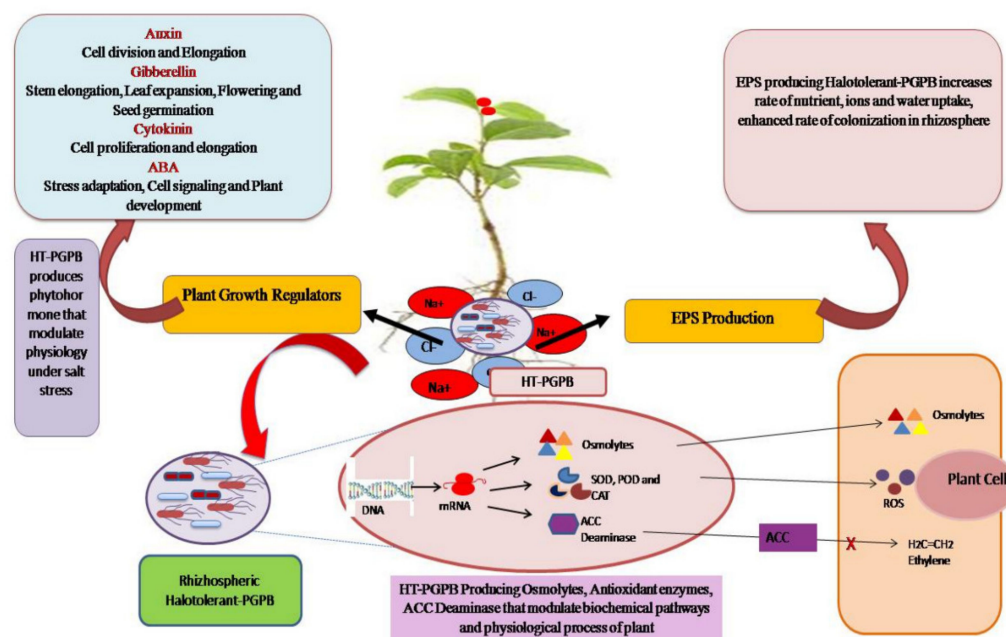 Auxin
Cell division and Elongation
Gibberellin
Stem elongation, Leaf expansion, Flowering and
Seed germination
Cytokinin
Cell proliferation and elongation
ABA
Stress adaptation, Cell signaling and Plant
development
EPS producing Halotolerant-PGPB increases
rate of nutrient, ions and water uptake,
enhanced rate of colonization in rhizosphere
HT-PGPB
produces
phytohor
mone that
modulate
physiology
under salt
stress
Plant Growth Regulators
Na+
Cl-
Na+
Cl-
Na+
EPS Production
HT-PGPB
DNA
mRNA
Osmolytes
SOD, POD and
CAT
ACC
Deaminase
ACC
X
Osmolytes
ROS
Plant Cell
H2C=CH2
Ethylene
Rhizhospheric
Halotolerant-PGPB
HT-PGPB Producing Osmolytes, Antioxidant enzymes,
ACC Deaminase that modulate biochemical pathways
and physiological process of plant